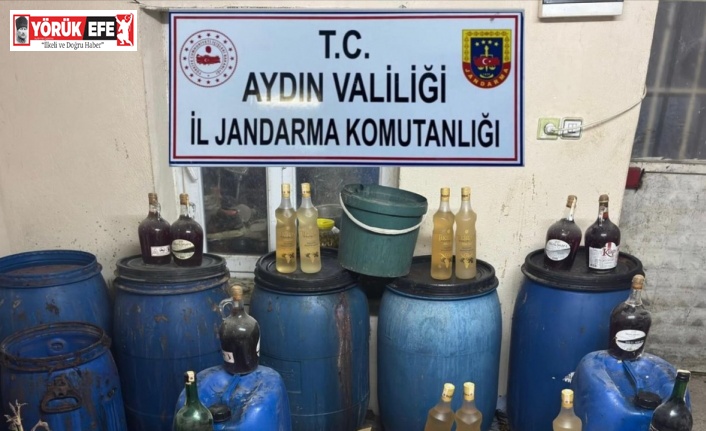 YÖRÜK EFE
"İlkeli ve Doğru Haber"
T.C.
AYDIN VALİLİĞİ
İL JANDARMA KOMUTANLIĞI
JANDARMA